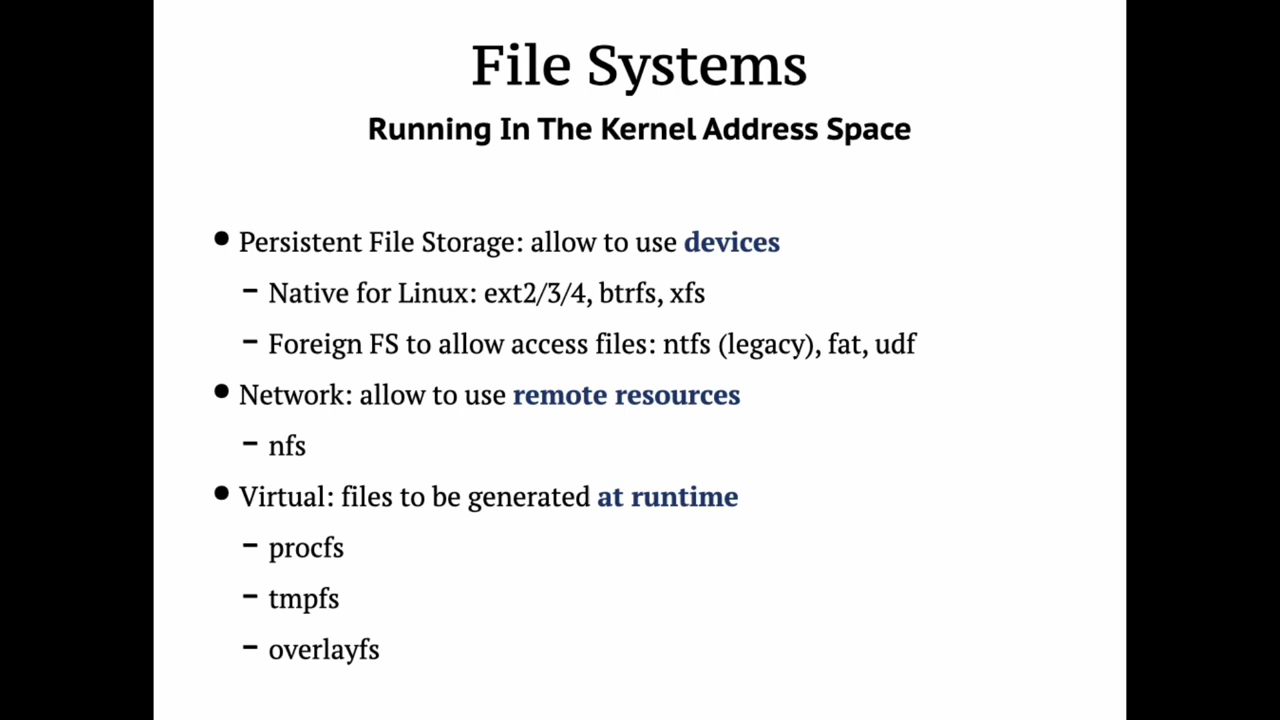 File Systems
Running In The Kernel Address Space
● Persistent File Storage: allow to use devices
– Native for Linux: ext2/3/4, btrfs, xfs
– Foreign FS to allow access files: ntfs (legacy), fat, udf
● Network: allow to use remote resources
– nfs
● Virtual: files to be generated at runtime
– procfs
– tmpfs
– overlayfs